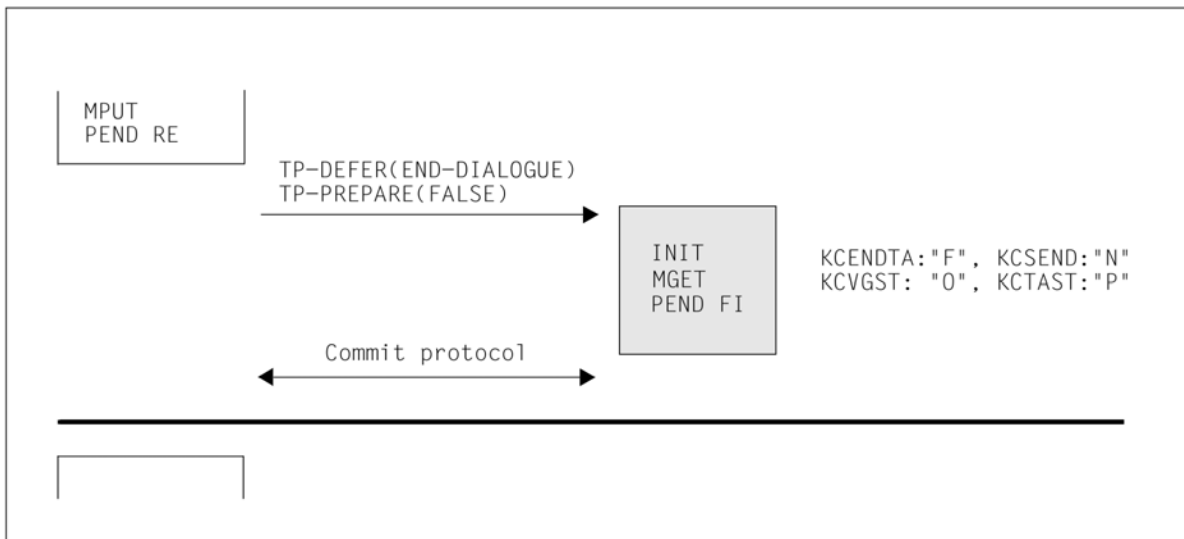 MPUT
PEND RE
TP-DEFER(END-DIALOGUE)
TP-PREPARE(FALSE)
INIT
MGET
PEND FI
KCENDTA:"F", KCSEND:"N"
KCVGST: "O", KCTAST:"P"
Commit protocol